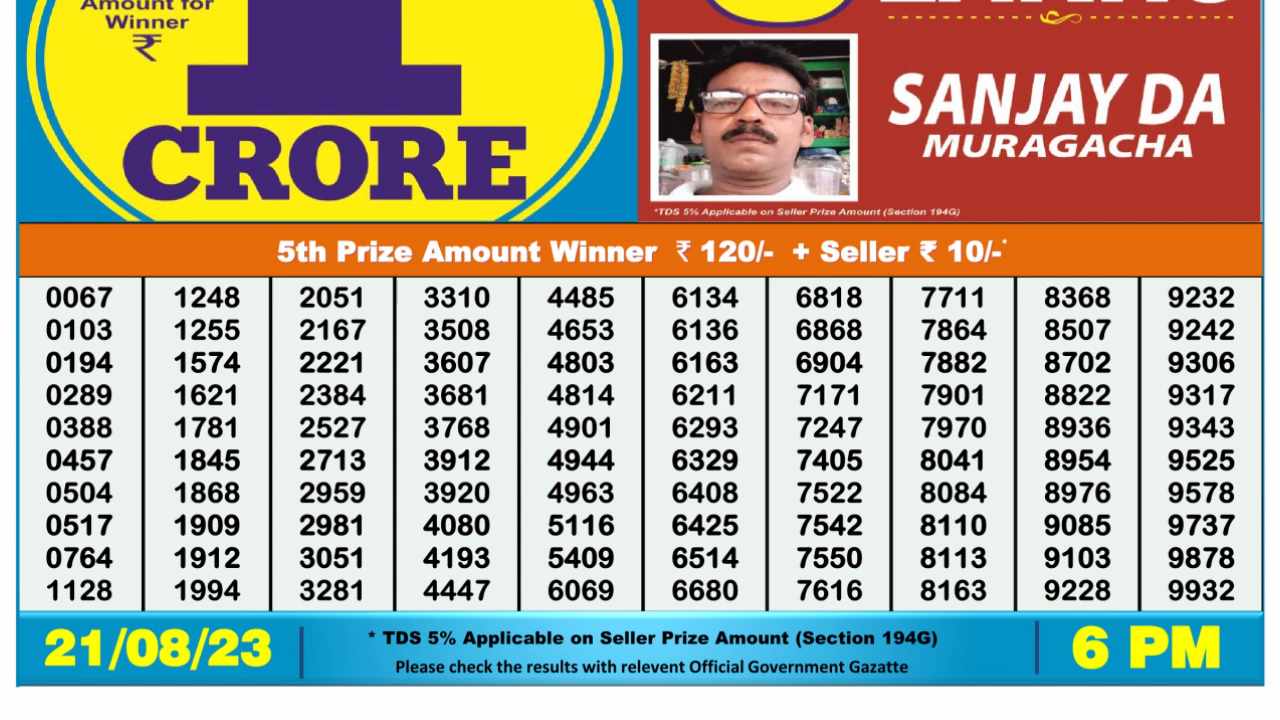 Amount for
Winner
₹
1
CRORE
SANJAY DA
MURAGACHA
*TDS 5% Applicable on Seller Prize Amount (Section 194G)
5th Prize Amount Winner ₹ 120/- + Seller ₹ 10/-*
0067 1248 2051 3310 4485 6134 6818 7711 8368 9232
0103 1255 2167 3508 4653 6136 6868 7864 8507 9242
0194 1574 2221 3607 4803 6163 6904 7882 8702 9306
0289 1621 2384 3681 4814 6211 7171 7901 8822 9317
0388 1781 2527 3768 4901 6293 7247 7970 8936 9343
0457 1845 2713 3912 4944 6329 7405 8041 8954 9525
0504 1868 2959 3920 4963 6408 7522 8084 8976 9578
0517 1909 2981 4080 5116 6425 7542 8110 9085 9737
0764 1912 3051 4193 5409 6514 7550 8113 9103 9878
1128 1994 3281 4447 6069 6680 7616 8163 9228 9932
21/08/23
* TDS 5% Applicable on Seller Prize Amount (Section 194G)
Please check the results with relevent Official Government Gazatte
6 PM